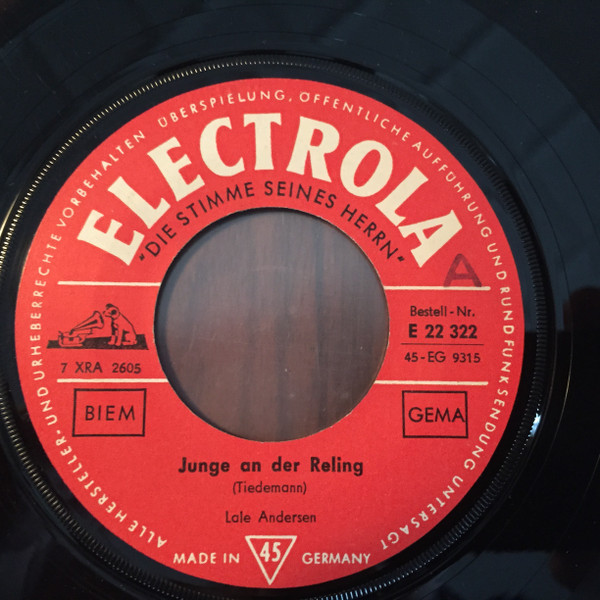 ALLE HERSTELLER- UND URHEBERRECHTE VORBEHALTEN ÜBERSPIELUNG, ÖFFENTLICHE AUFFÜHRUNG UND RUNDFUNKSENDUNG UNTERSAGT
ELECTROLA
"DIE STIMME SEINES HERRN"
A
Bestell-Nr.
E 22 322
45-EG 9315
7 XRA 2605
BIEM
GEMA
Junge an der Reling
(Tiedemann)
Lale Andersen
MADE IN 45 GERMANY